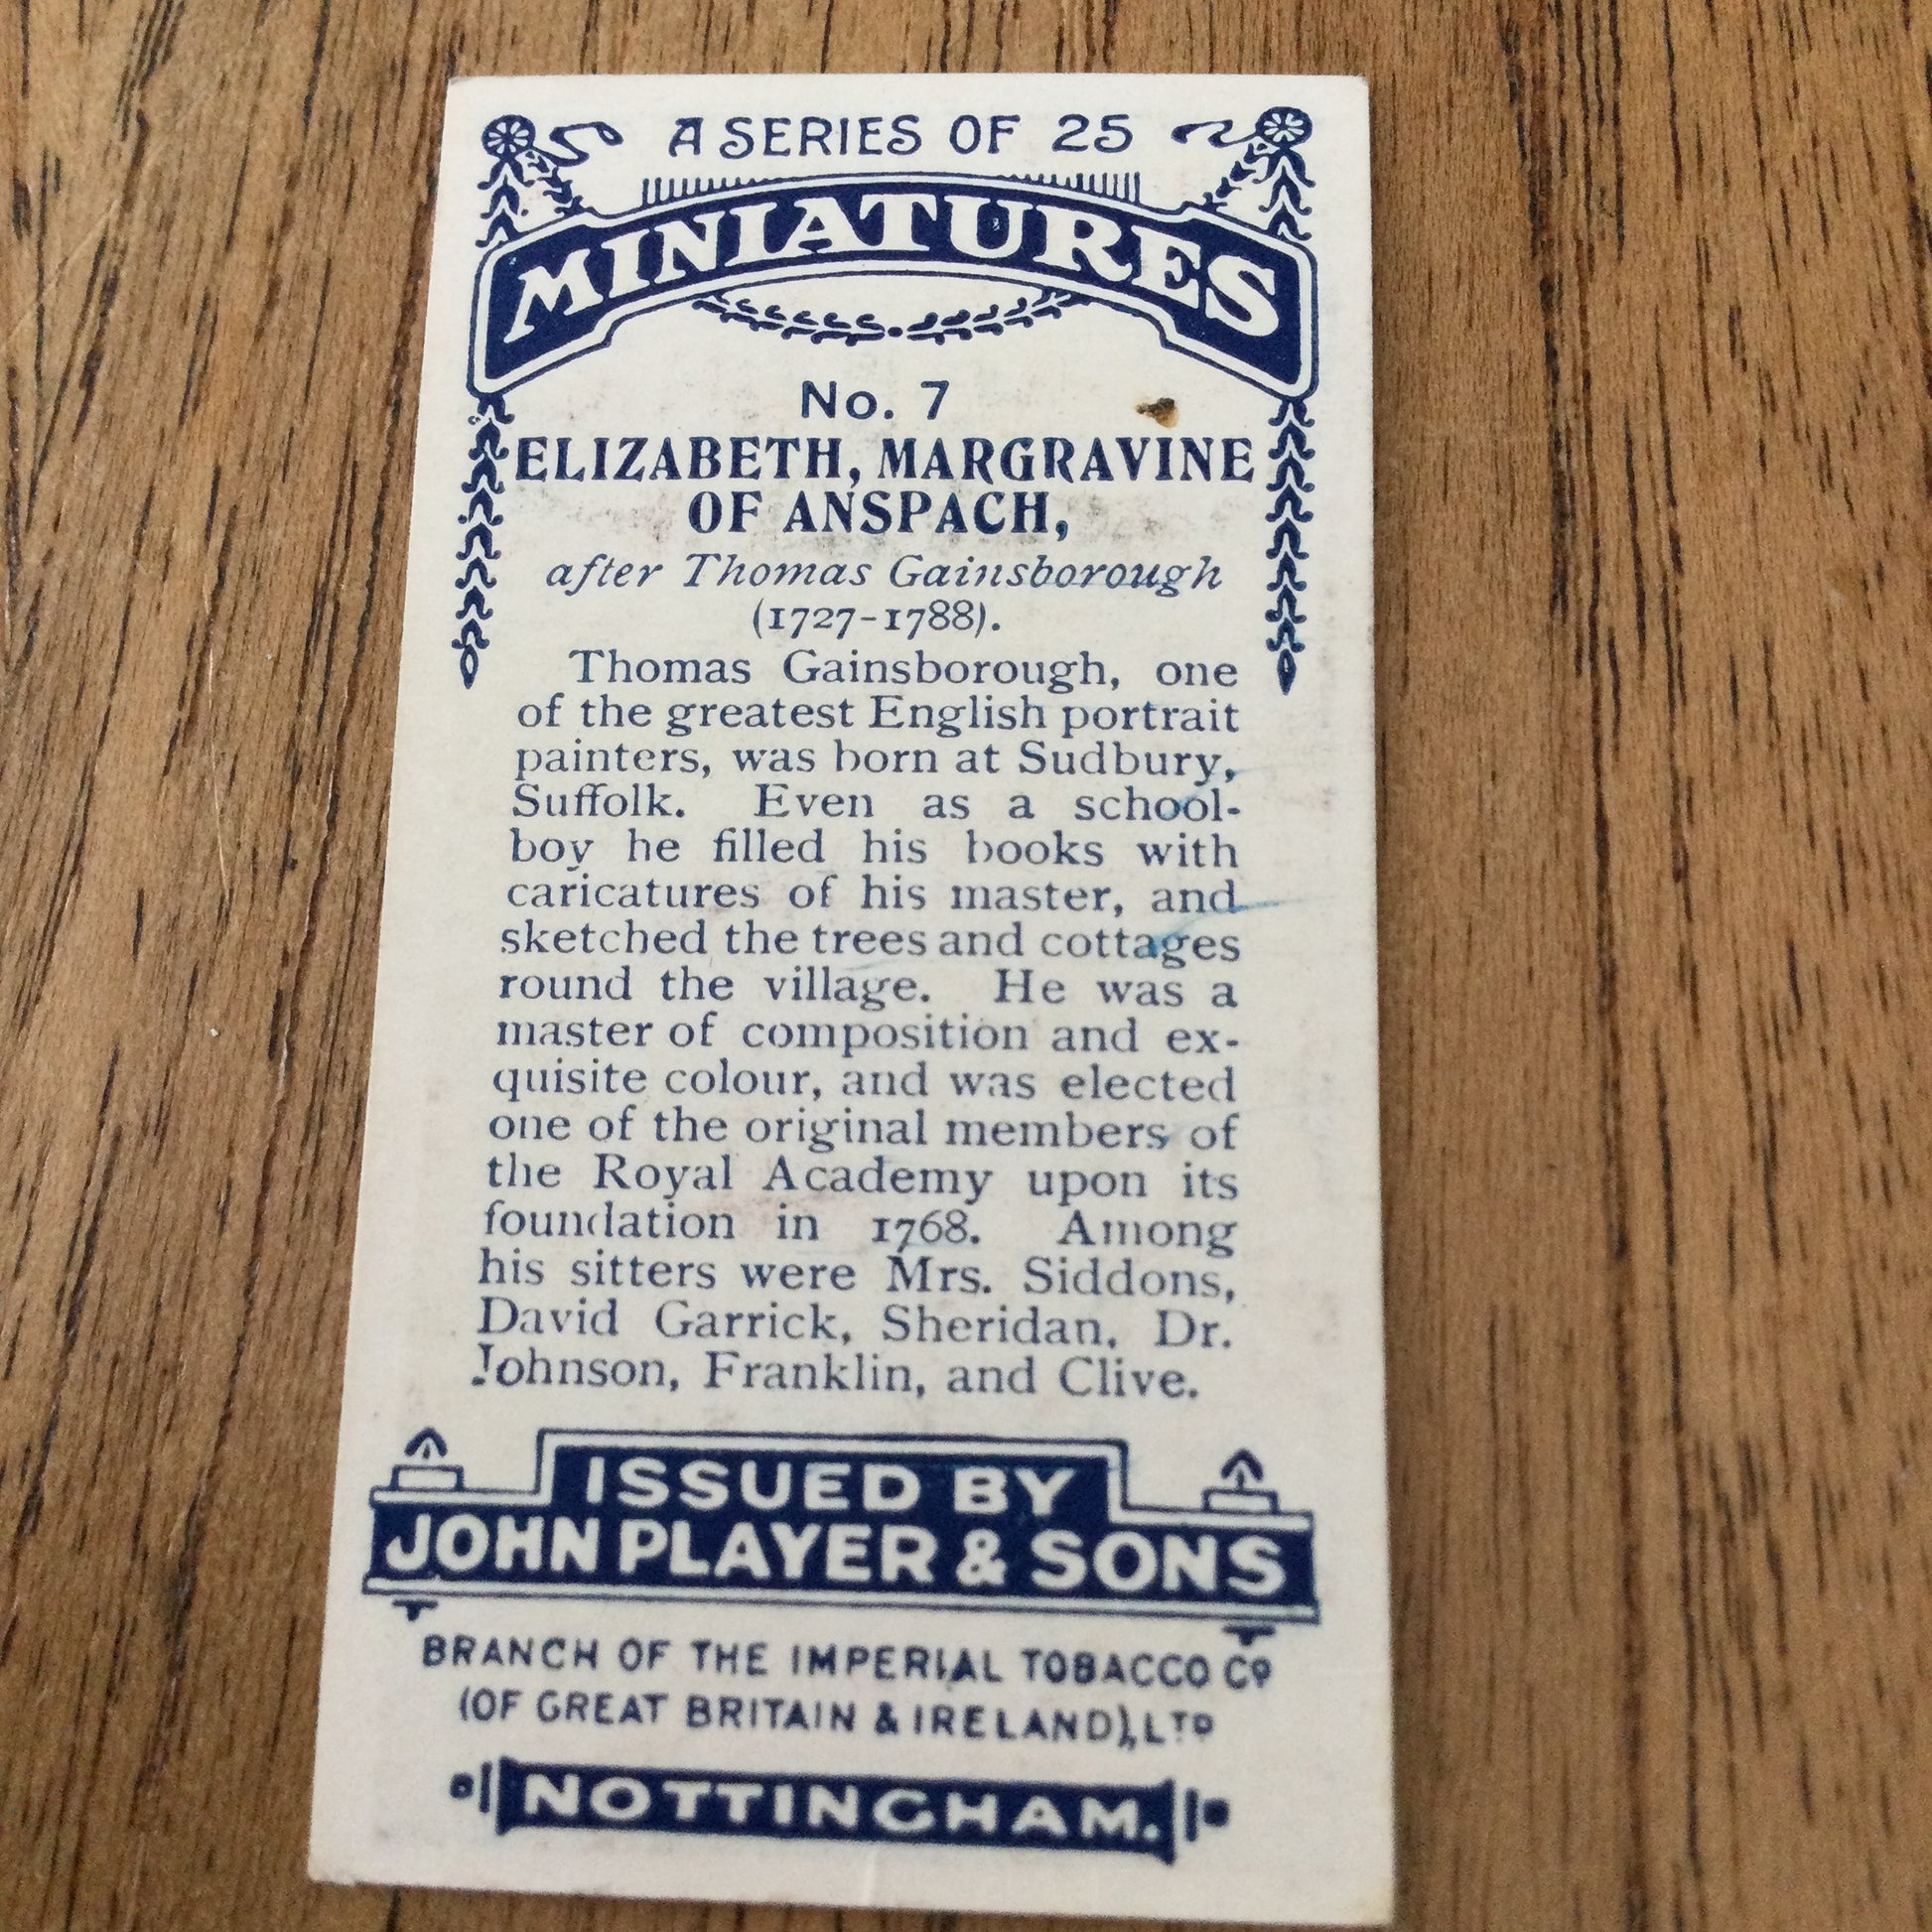 A SERIES OF 25
MINIATURES
No. 7
ELIZABETH, MARGRAVINE
OF ANSPACH,
after Thomas Gainsborough
(1727-1788).
Thomas Gainsborough, one
of the greatest English portrait
painters, was born at Sudbury,
Suffolk. Even as a school-
boy he filled his books with
caricatures of his master, and
sketched the trees and cottages
round the village. He was a
master of composition and ex-
quisite colour, and was elected
one of the original members of
the Royal Academy upon its
foundation in 1768. Among
his sitters were Mrs. Siddons,
David Garrick, Sheridan, Dr.
Johnson, Franklin, and Clive.
ISSUED BY
JOHN PLAYER & SONS
BRANCH OF THE IMPERIAL TOBACCO Co
(OF GREAT BRITAIN & IRELAND), LTD
NOTTINGHAM.